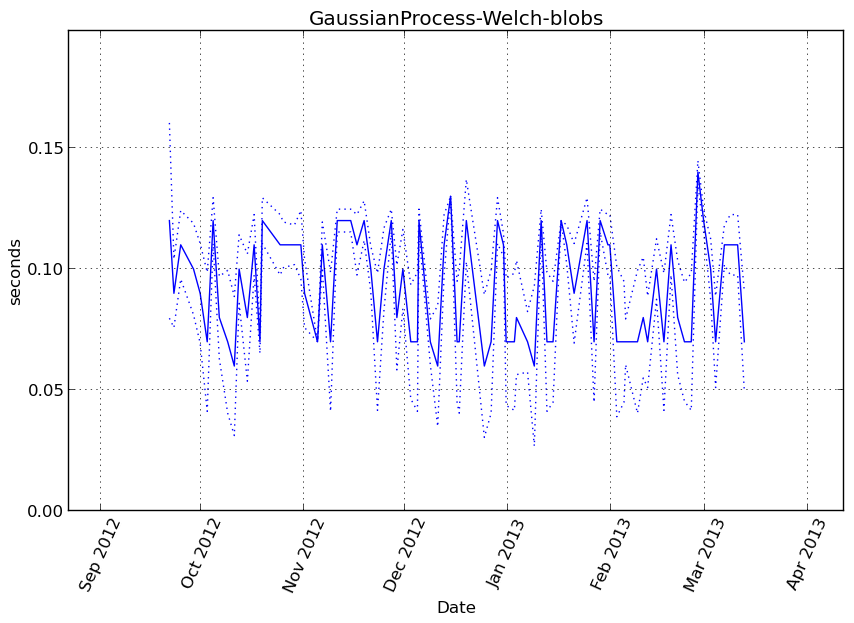 GaussianProcess-Welch-blobs
seconds
0.15
0.10
0.05
0.00
Sep 2012
Oct 2012
Nov 2012
Dec 2012
Jan 2013
Feb 2013
Mar 2013
Apr 2013
Date